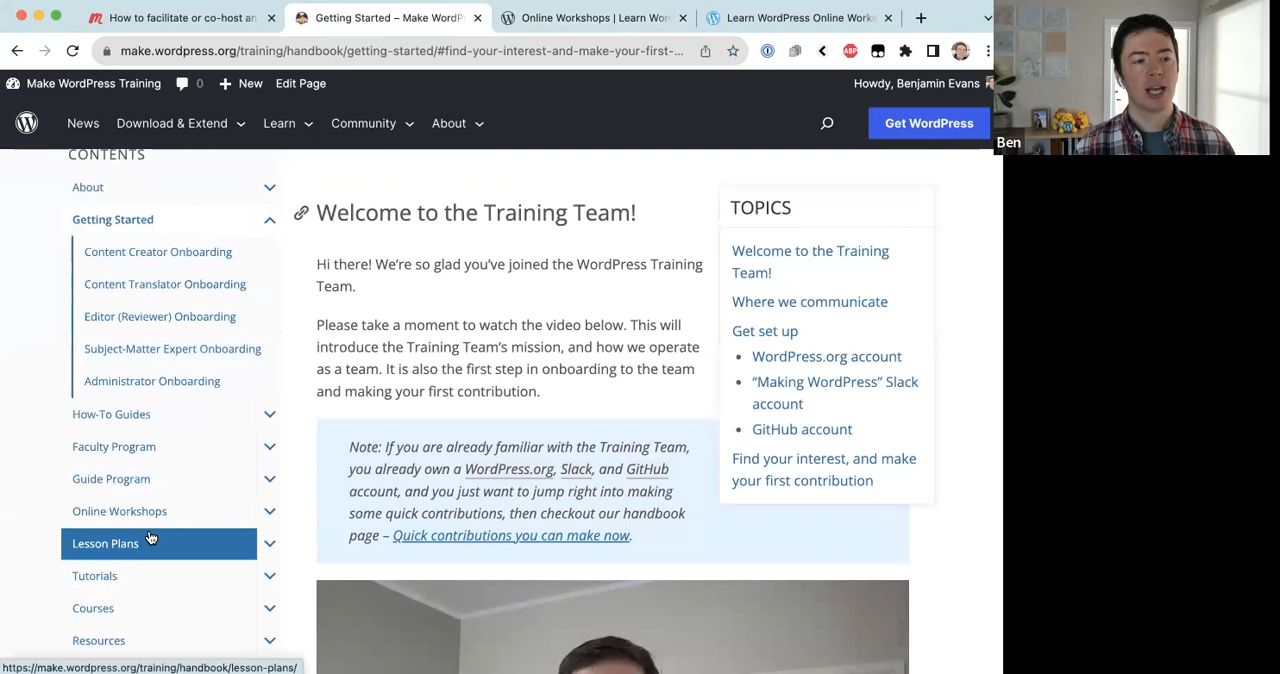 How to facilitate or co-host an
Getting Started – Make WordP
Online Workshops | Learn Wor
Learn WordPress Online Works
make.wordpress.org/training/handbook/getting-started/#find-your-interest-and-make-your-first-...
ABP
Make WordPress Training
0
New
Edit Page
Howdy, Benjamin Evans
News
Download & Extend
Learn
Community
About
Get WordPress
Ben
CONTENTS
About
Getting Started
Content Creator Onboarding
Content Translator Onboarding
Editor (Reviewer) Onboarding
Subject-Matter Expert Onboarding
Administrator Onboarding
How-To Guides
Faculty Program
Guide Program
Online Workshops
Lesson Plans
Tutorials
Courses
Resources
https://make.wordpress.org/training/handbook/lesson-plans/
Welcome to the Training Team!
Hi there! We're so glad you've joined the WordPress Training
Team.
Please take a moment to watch the video below. This will
introduce the Training Team's mission, and how we operate
as a team. It is also the first step in onboarding to the team
and making your first contribution.
Note: If you are already familiar with the Training Team,
you already own a WordPress.org, Slack, and GitHub
account, and you just want to jump right into making
some quick contributions, then checkout our handbook
page – Quick contributions you can make now.
TOPICS
Welcome to the Training
Team!
Where we communicate
Get set up
WordPress.org account
"Making WordPress" Slack
account
GitHub account
Find your interest, and make
your first contribution